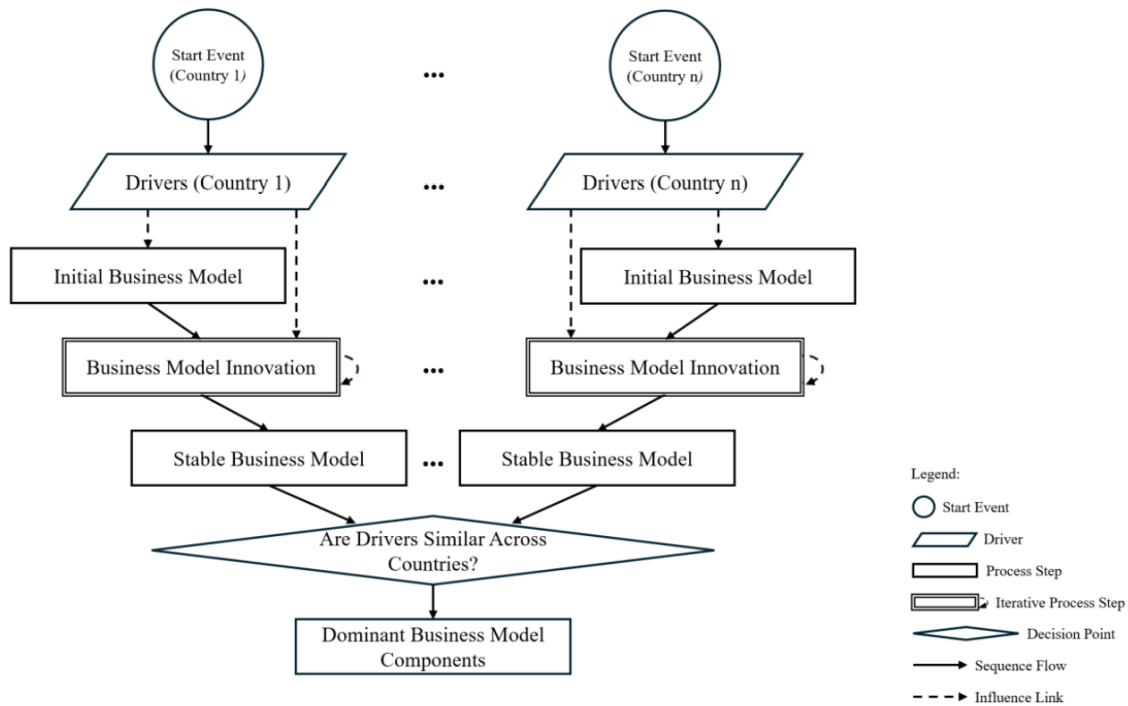 Start Event
(Country 1)
...
Start Event
(Country n)
Drivers (Country 1)
...
Drivers (Country n)
Initial Business Model
...
Initial Business Model
Business Model Innovation
...
Business Model Innovation
Stable Business Model
...
Stable Business Model
Are Drivers Similar Across
Countries?
Dominant Business Model
Components
Legend:
Start Event
Driver
Process Step
Iterative Process Step
Decision Point
Sequence Flow
Influence Link